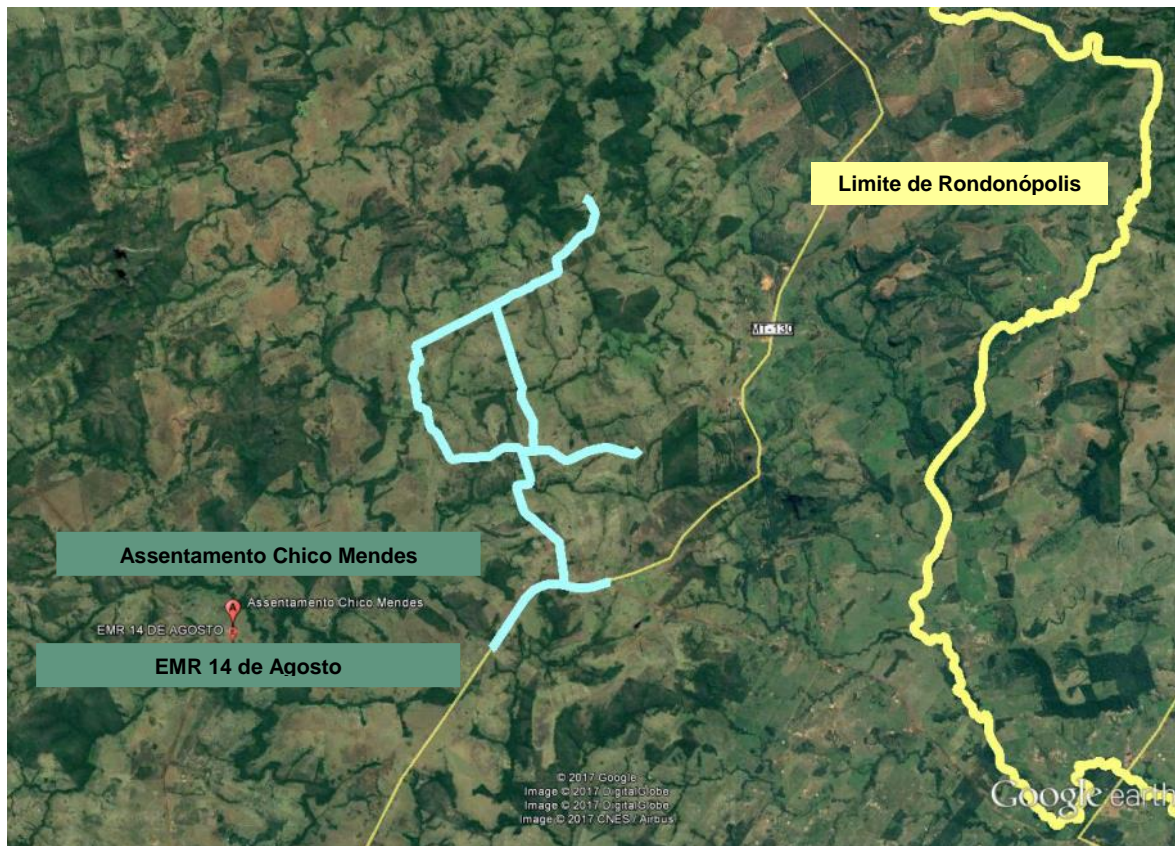 Limite de Rondonópolis
MT-130
Assentamento Chico Mendes
Assentamento Chico Mendes
A
EMR 14 DE AGOSTO
EMR 14 de Agosto
© 2017 Google
Image © 2017 DigitalGlobe
Image © 2017 DigitalGlobe
Image © 2017 CNES / Airbus
Google earth